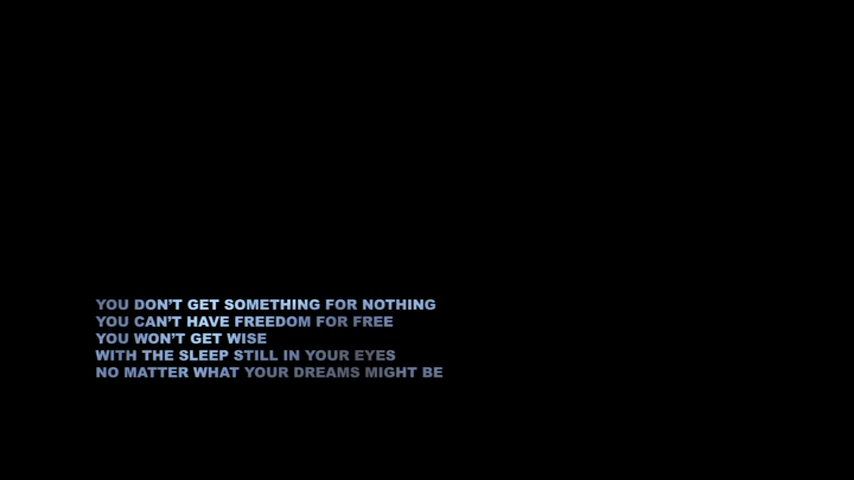 YOU DON’T GET SOMETHING FOR NOTHING
YOU CAN’T HAVE FREEDOM FOR FREE
YOU WON’T GET WISE
WITH THE SLEEP STILL IN YOUR EYES
NO MATTER WHAT YOUR DREAMS MIGHT BE